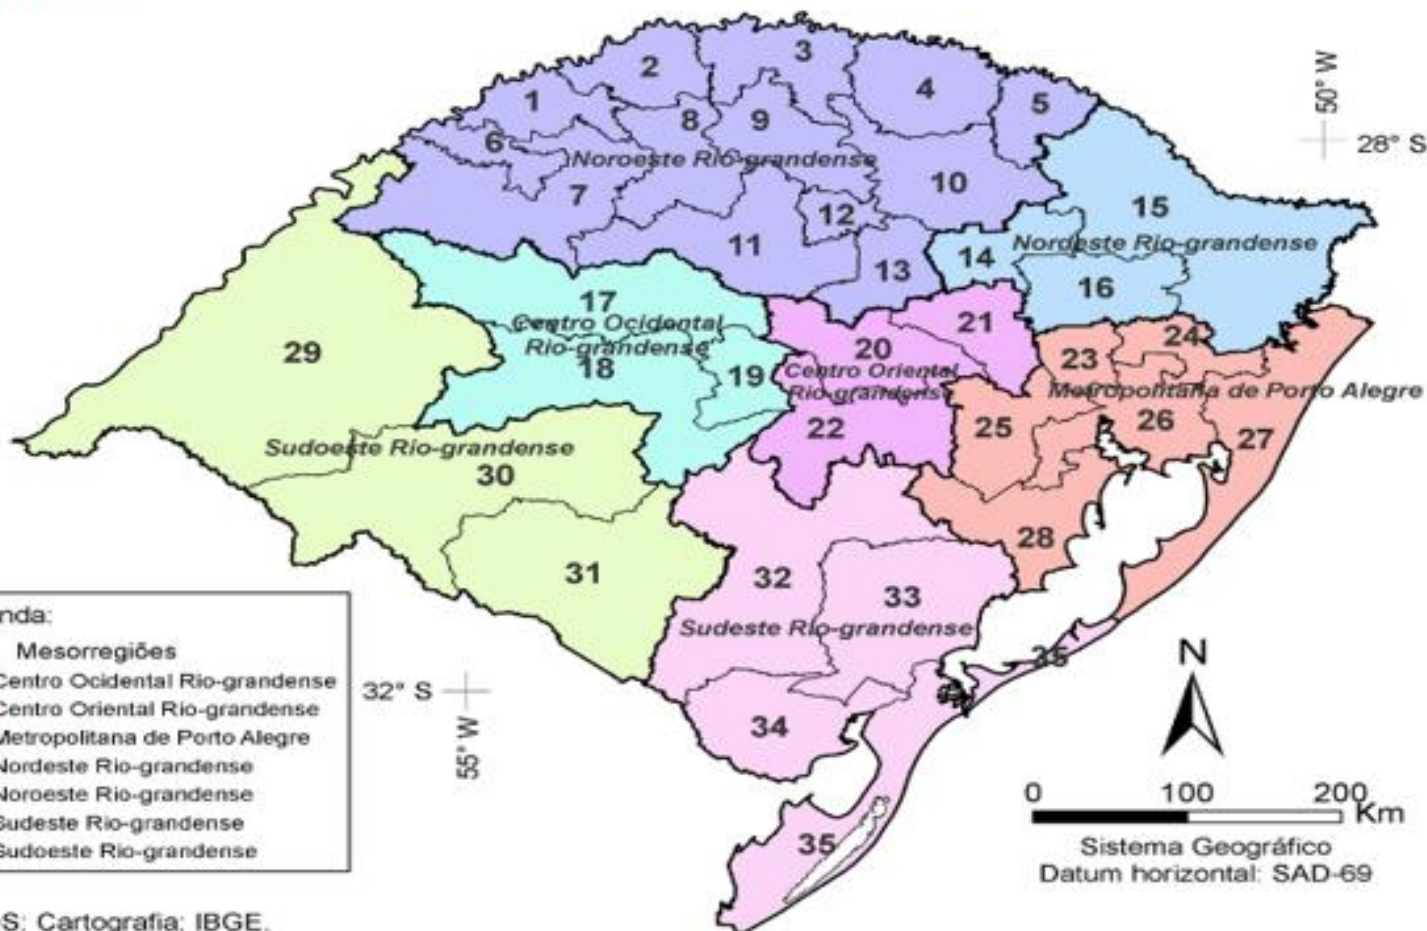 2
3
4
5
1
50° W
28° S
8
9
6
Noroeste Rio-grandense
7
10
12
15
11
14
Nordeste Rio-grandense
13
16
17
Centro Ocidental
Rio-grandense
18
29
19
20
21
Centro Oriental
Rio-grandense
22
23
24
Metropolitana de Porto Alegre
25
26
27
28
Sudoeste Rio-grandense
30
31
32
33
Sudeste Rio-grandense
35
34
35
32° S
55° W
nda:
Mesorregiões
Centro Ocidental Rio-grandense
Centro Oriental Rio-grandense
Metropolitana de Porto Alegre
Nordeste Rio-grandense
Noroeste Rio-grandense
Sudeste Rio-grandense
Sudoeste Rio-grandense
N
0 100 200 Km
Sistema Geográfico
Datum horizontal: SAD-69
S: Cartografia: IBGE.